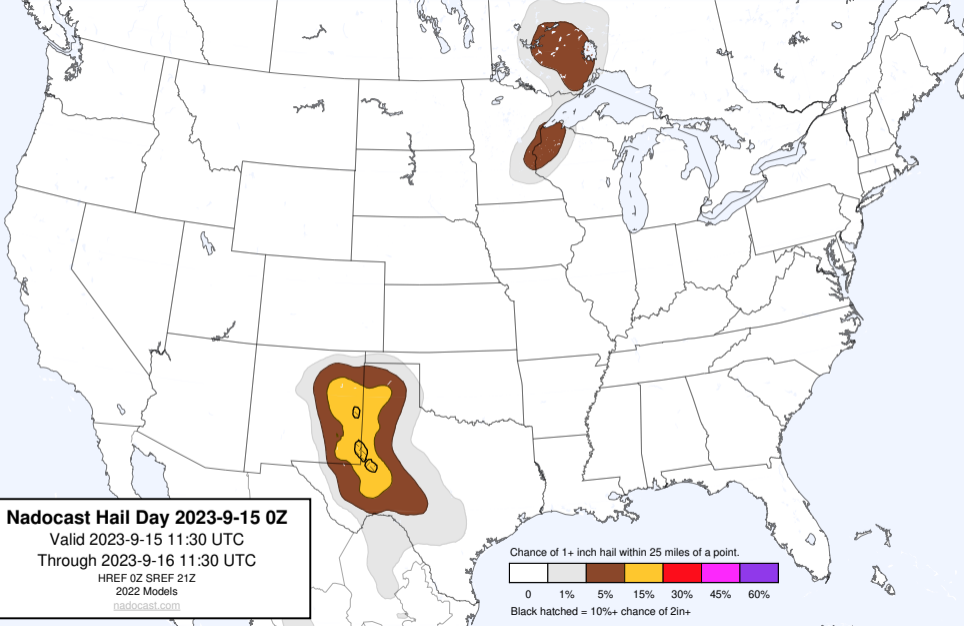 Nadocast Hail Day 2023-9-15 0Z
Valid 2023-9-15 11:30 UTC
Through 2023-9-16 11:30 UTC
HREF 0Z SREF 21Z
2022 Models
nadocast.com
Chance of 1+ inch hail within 25 miles of a point.
0 1% 5% 15% 30% 45% 60%
Black hatched = 10%+ chance of 2in+